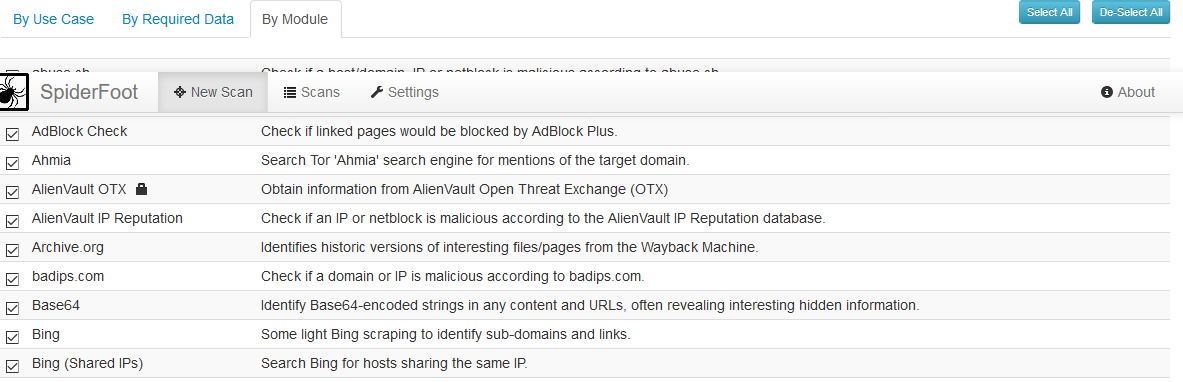 By Use Case By Required Data By Module Select All De-Select All
abuse.ch Check if a host/domain, IP or netblock is malicious according to abuse.ch.
SpiderFoot New Scan Scans Settings About
AdBlock Check Check if linked pages would be blocked by AdBlock Plus.
Ahmia Search Tor 'Ahmia' search engine for mentions of the target domain.
AlienVault OTX Obtain information from AlienVault Open Threat Exchange (OTX)
AlienVault IP Reputation Check if an IP or netblock is malicious according to the AlienVault IP Reputation database.
Archive.org Identifies historic versions of interesting files/pages from the Wayback Machine.
badips.com Check if a domain or IP is malicious according to badips.com.
Base64 Identify Base64-encoded strings in any content and URLs, often revealing interesting hidden information.
Bing Some light Bing scraping to identify sub-domains and links.
Bing (Shared IPs) Search Bing for hosts sharing the same IP.